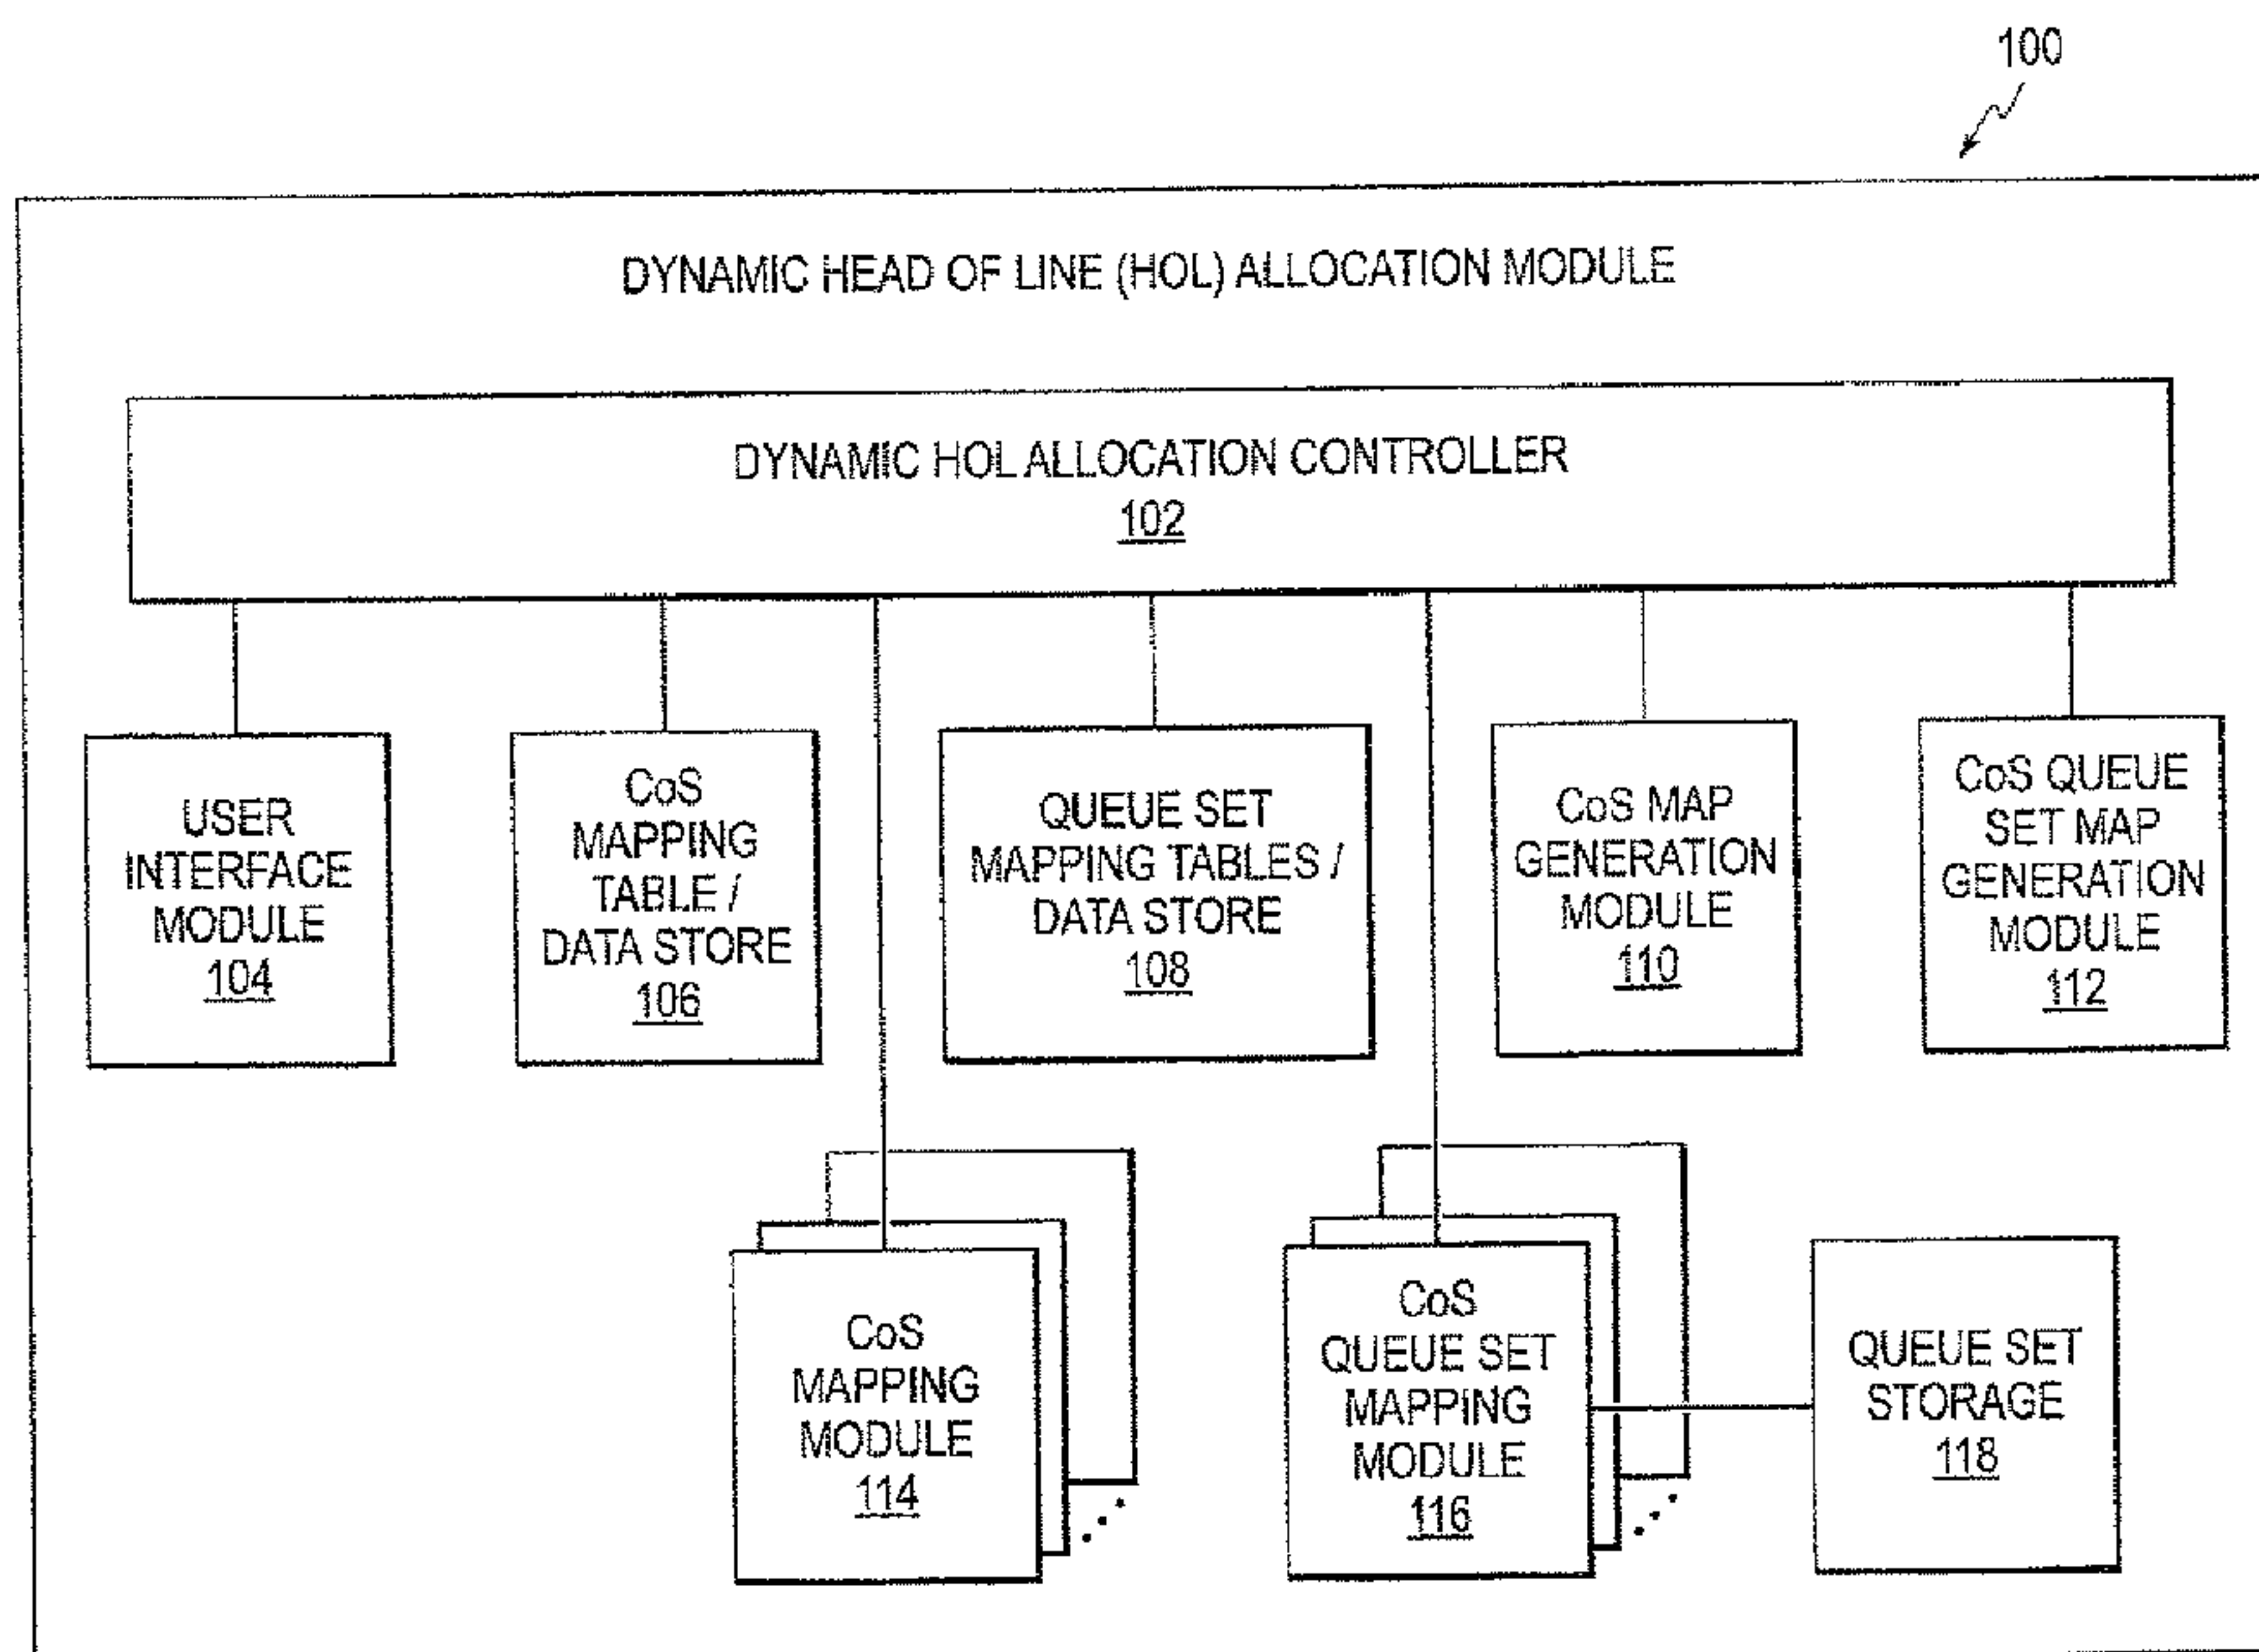 100
DYNAMIC HEAD OF LINE (HOL) ALLOCATION MODULE
DYNAMIC HOL ALLOCATION CONTROLLER
102
USER
INTERFACE
MODULE
104
CoS
MAPPING
TABLE /
DATA STORE
106
QUEUE SET
MAPPING TABLES /
DATA STORE
108
CoS MAP
GENERATION
MODULE
110
CoS QUEUE
SET MAP
GENERATION
MODULE
112
CoS
MAPPING
MODULE
114
CoS
QUEUE SET
MAPPING
MODULE
116
QUEUE SET
STORAGE
118